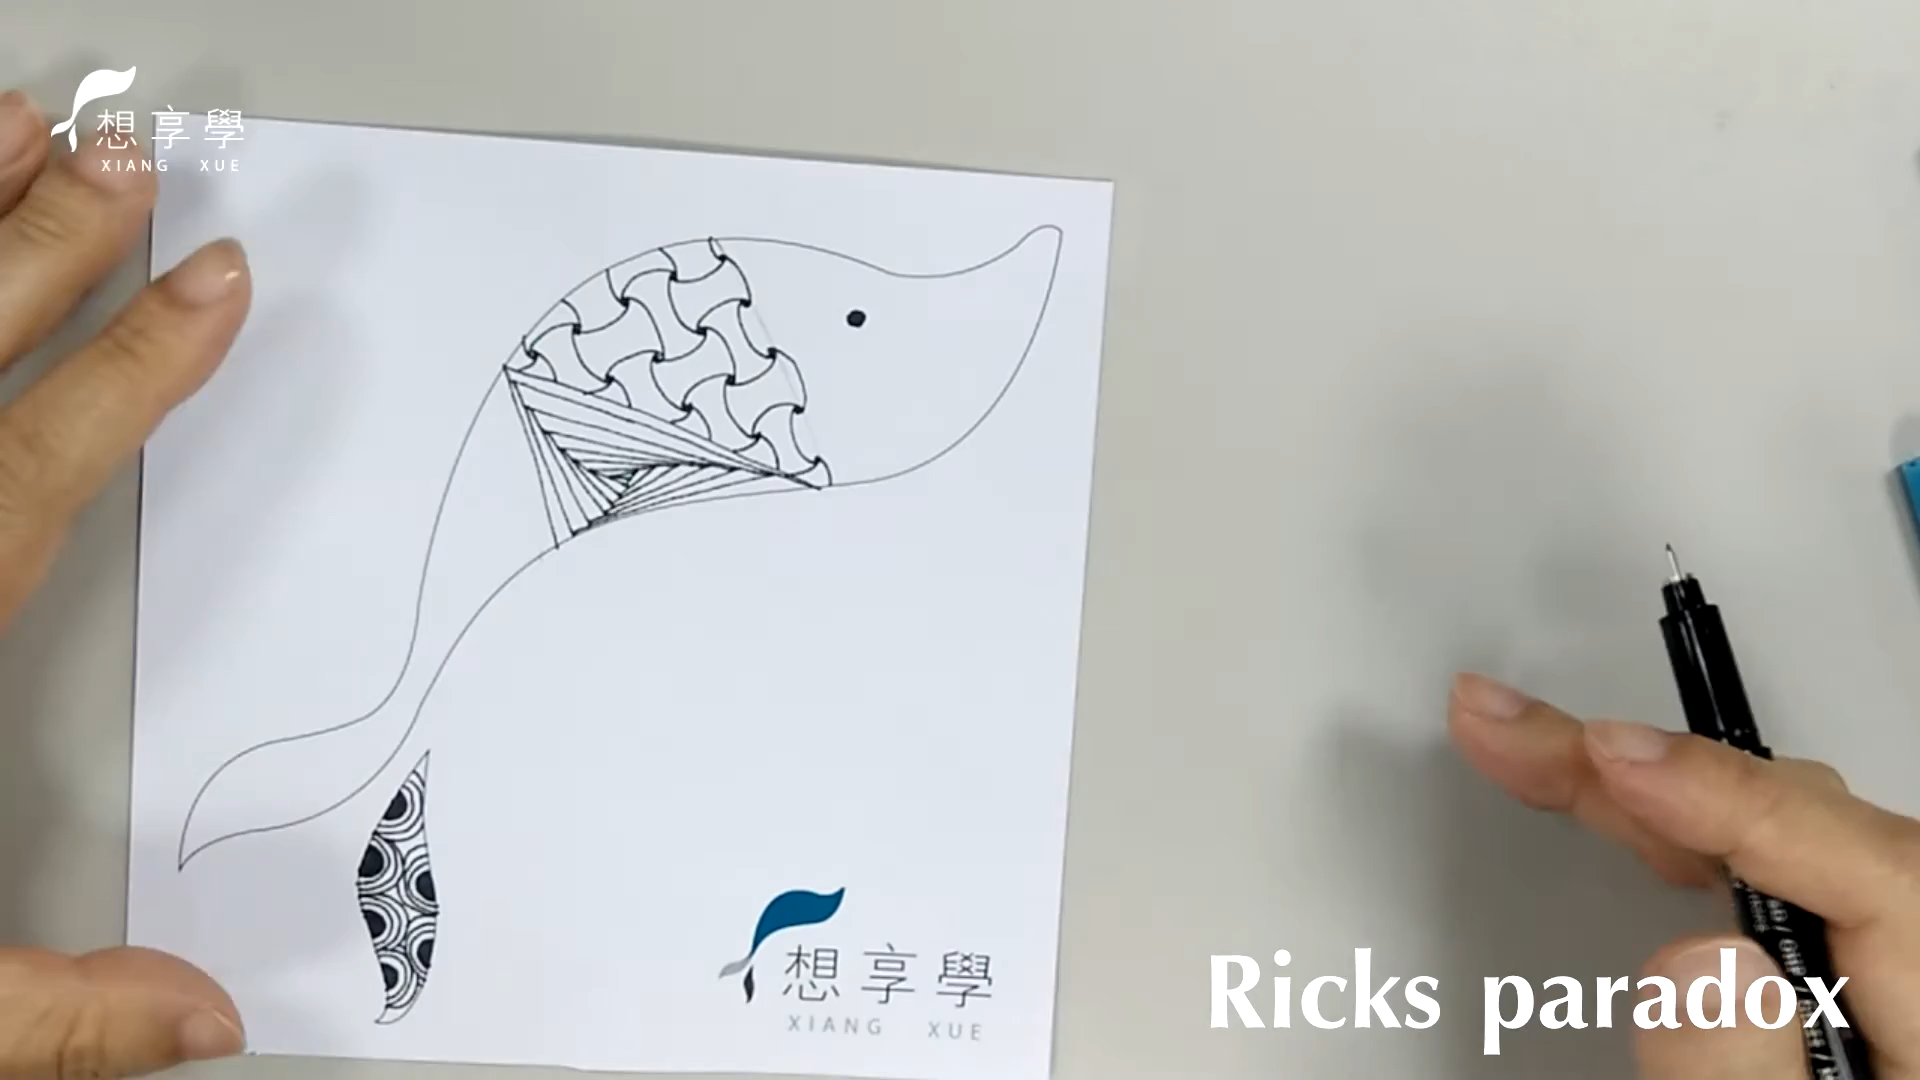 想享學
XIANG XUE
想享學
XIANG XUE
Ricks paradox